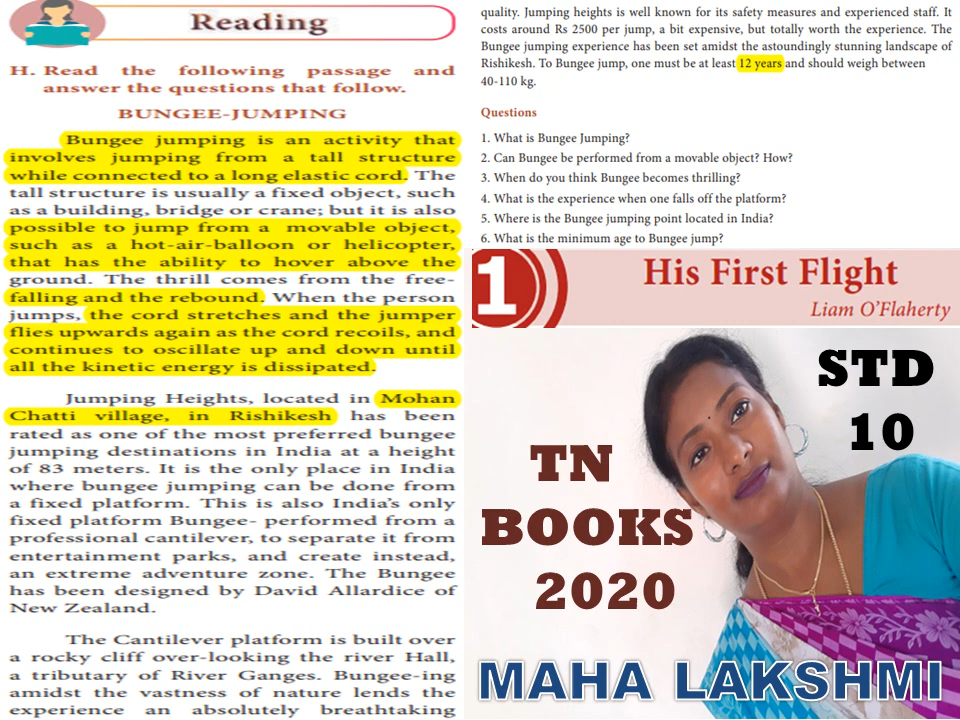 Reading
H. Read the following passage and
answer the questions that follow.
BUNGEE-JUMPING
Bungee jumping is an activity that
involves jumping from a tall structure
while connected to a long elastic cord. The
tall structure is usually a fixed object, such
as a building, bridge or crane; but it is also
possible to jump from a movable object,
such as a hot-air-balloon or helicopter,
that has the ability to hover above the
ground. The thrill comes from the free-
falling and the rebound. When the person
jumps, the cord stretches and the jumper
flies upwards again as the cord recoils, and
continues to oscillate up and down until
all the kinetic energy is dissipated.
Jumping Heights, located in Mohan
Chatti village, in Rishikesh has been
rated as one of the most preferred bungee
jumping destinations in India at a height
of 83 meters. It is the only place in India
where bungee jumping can be done from
a fixed platform. This is also India's only
fixed platform Bungee- performed from a
professional cantilever, to separate it from
entertainment parks, and create instead,
an extreme adventure zone. The Bungee
has been designed by David Allardice of
New Zealand.
The Cantilever platform is built over
a rocky cliff over-looking the river Hall,
a tributary of River Ganges. Bungee-ing
amidst the vastness of nature lends the
experience an absolutely breathtaking
quality. Jumping heights is well known for its safety measures and experienced staff. It
costs around Rs 2500 per jump, a bit expensive, but totally worth the experience. The
Bungee jumping experience has been set amidst the astoundingly stunning landscape of
Rishikesh. To Bungee jump, one must be at least 12 years and should weigh between
40-110 kg.
Questions
1. What is Bungee Jumping?
2. Can Bungee be performed from a movable object? How?
3. When do you think Bungee becomes thrilling?
4. What is the experience when one falls off the platform?
5. Where is the Bungee jumping point located in India?
6. What is the minimum age to Bungee jump?
1
His First Flight
Liam O'Flaherty
STD
10
TN
BOOKS
2020
MAHA LAKSHMI